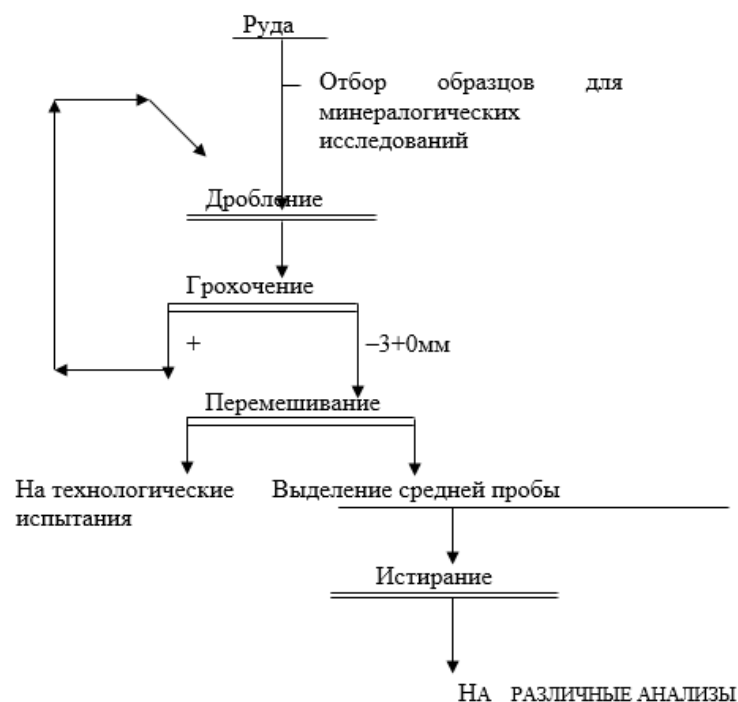 Руда
Отбор образцов для
минералогических
исследований
Дробление
Грохочение
+
–3+0мм
Перемешивание
На технологические
испытания
Выделение средней пробы
Истирание
НА РАЗЛИЧНЫЕ АНАЛИЗЫ